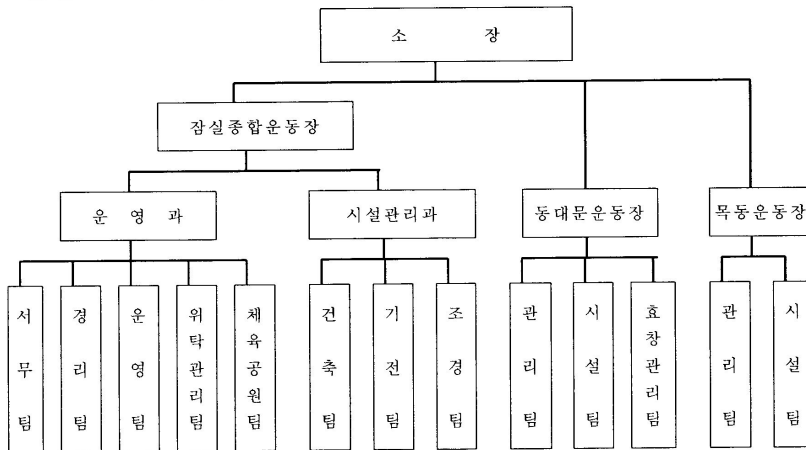 소 장
잠실종합운동장
운 영 과
시설관리과
동대문운동장
목동운동장
서무팀
경리팀
운영팀
위탁관리팀
체육공원팀
건축팀
기전팀
조경팀
관리팀
시설팀
효창관리팀
관리팀
시설팀